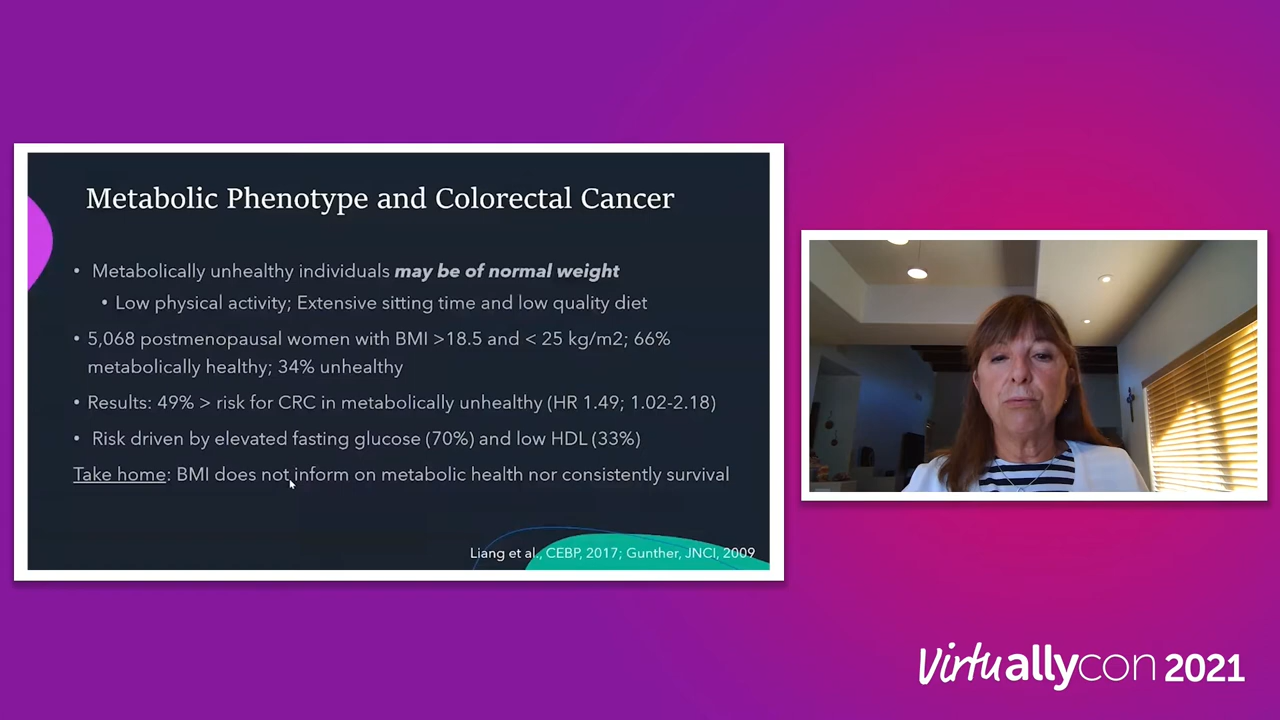 Metabolic Phenotype and Colorectal Cancer
• Metabolically unhealthy individuals may be of normal weight
• Low physical activity; Extensive sitting time and low quality diet
• 5,068 postmenopausal women with BMI >18.5 and < 25 kg/m2; 66%
metabolically healthy; 34% unhealthy
• Results: 49% > risk for CRC in metabolically unhealthy (HR 1.49; 1.02-2.18)
• Risk driven by elevated fasting glucose (70%) and low HDL (33%)
Take home: BMI does not inform on metabolic health nor consistently survival
Liang et al., CEBP, 2017; Gunther, JNCI, 2009
Virtuallycon 2021